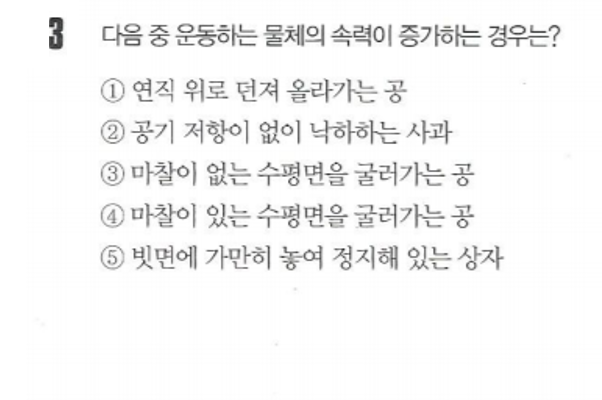 3 다음 중 운동하는 물체의 속력이 증가하는 경우는?
① 연직 위로 던져 올라가는 공
② 공기 저항이 없이 낙하하는 사과
③ 마찰이 없는 수평면을 굴러가는 공
④ 마찰이 있는 수평면을 굴러가는 공
⑤ 빗면에 가만히 놓여 정지해 있는 상자